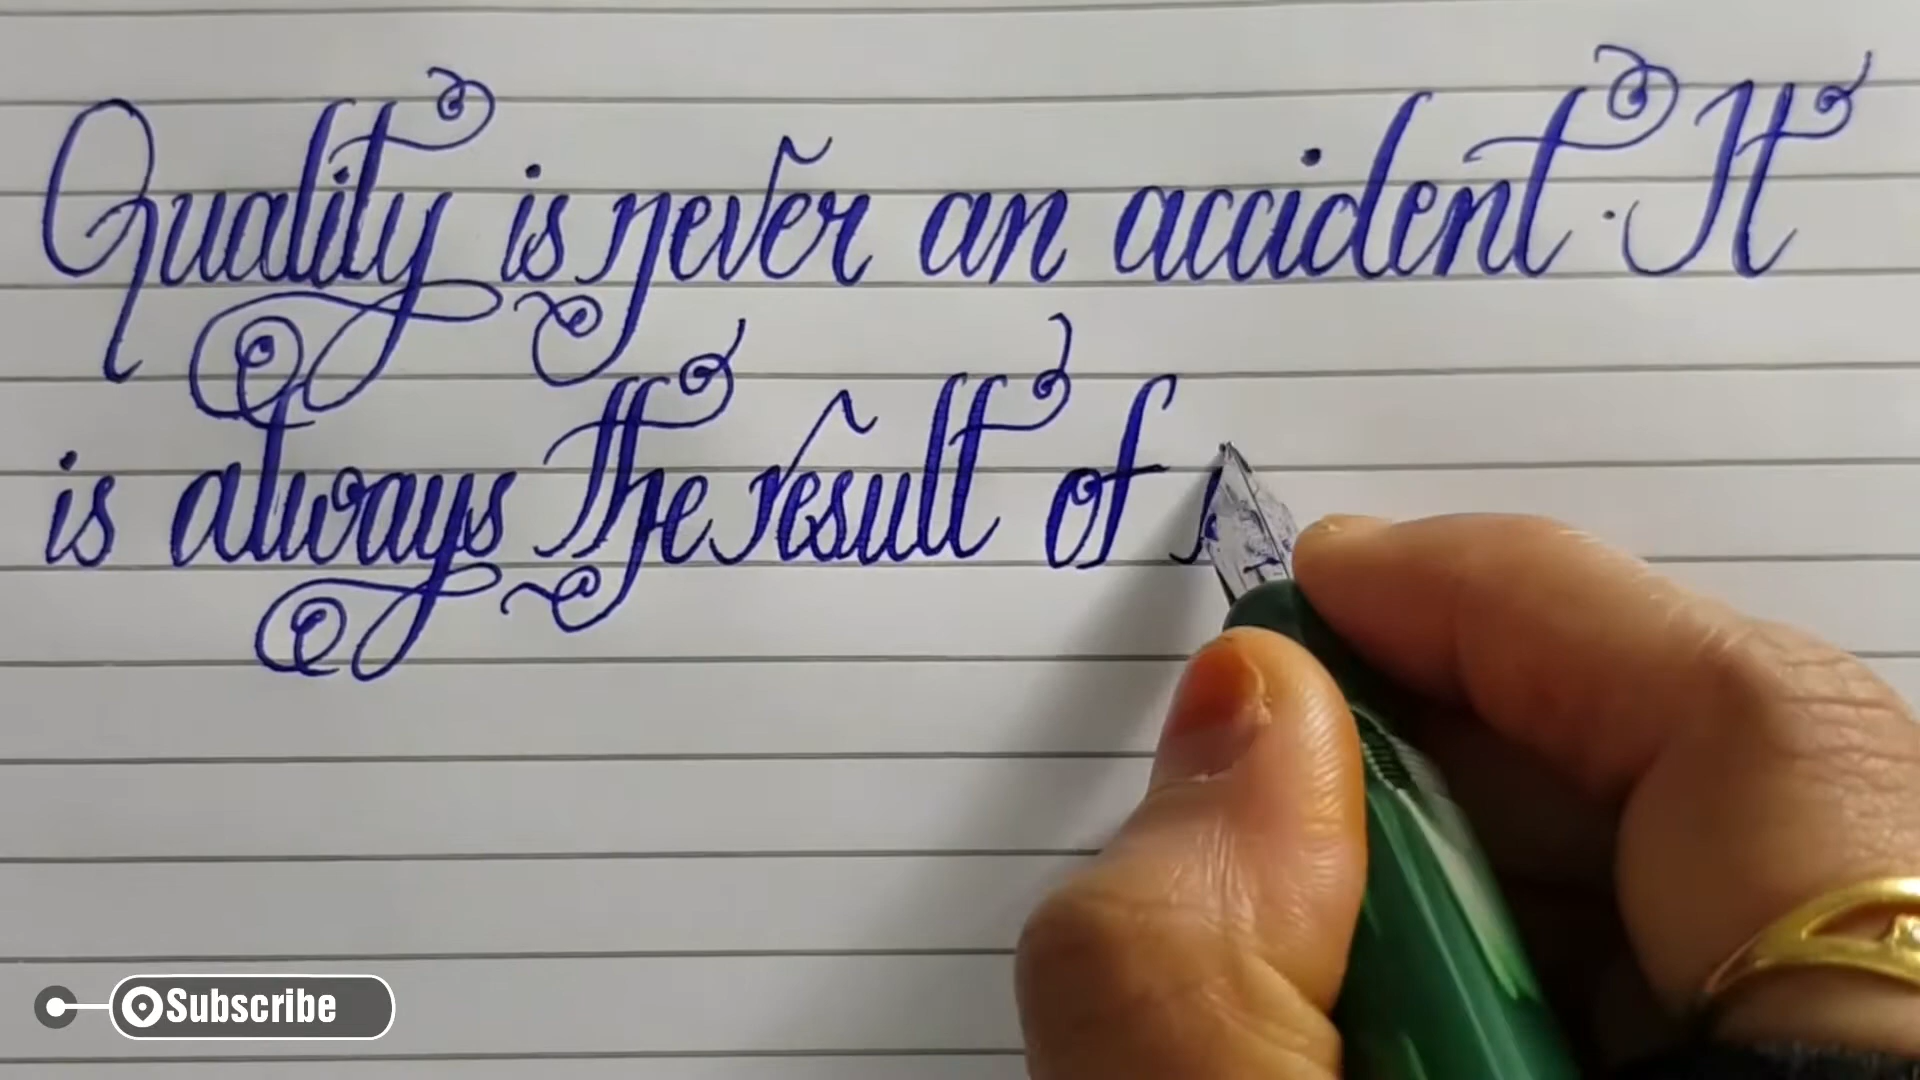 Quality is never an accident. It
is always the result of
Subscribe